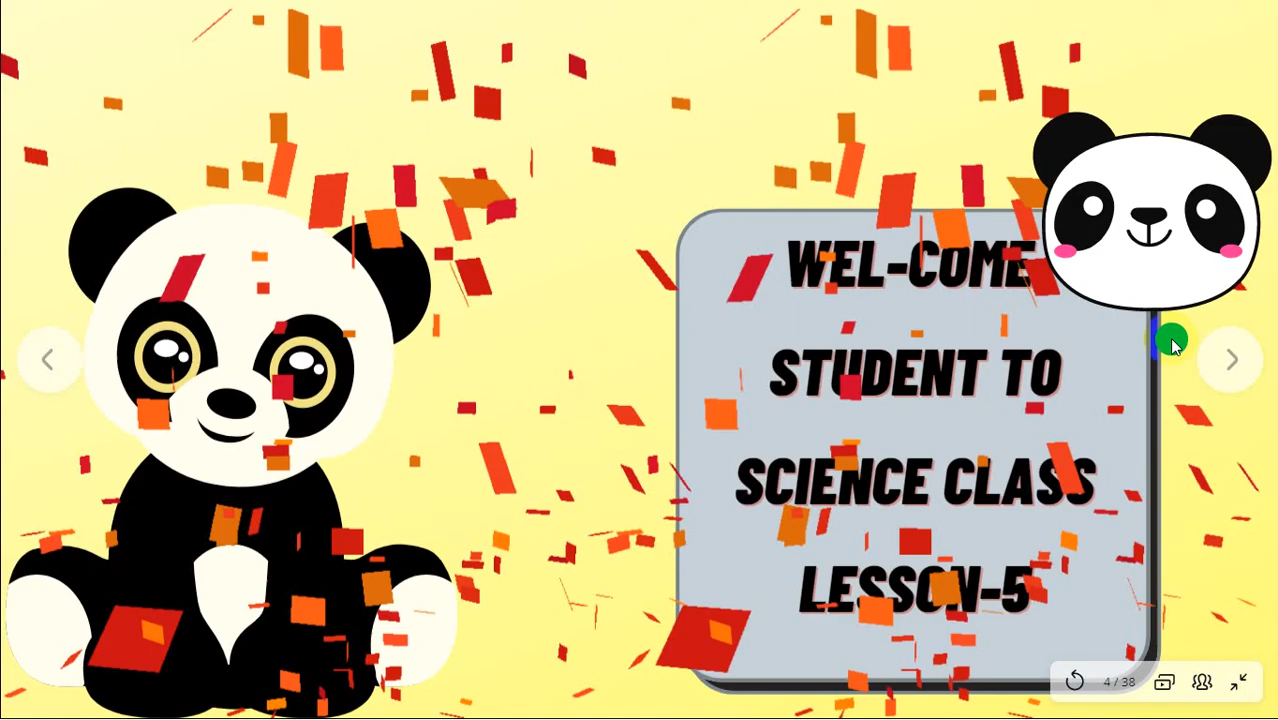 WEL-COME
STUDENT TO
SCIENCE CLASS
LESSON-5
4 / 38